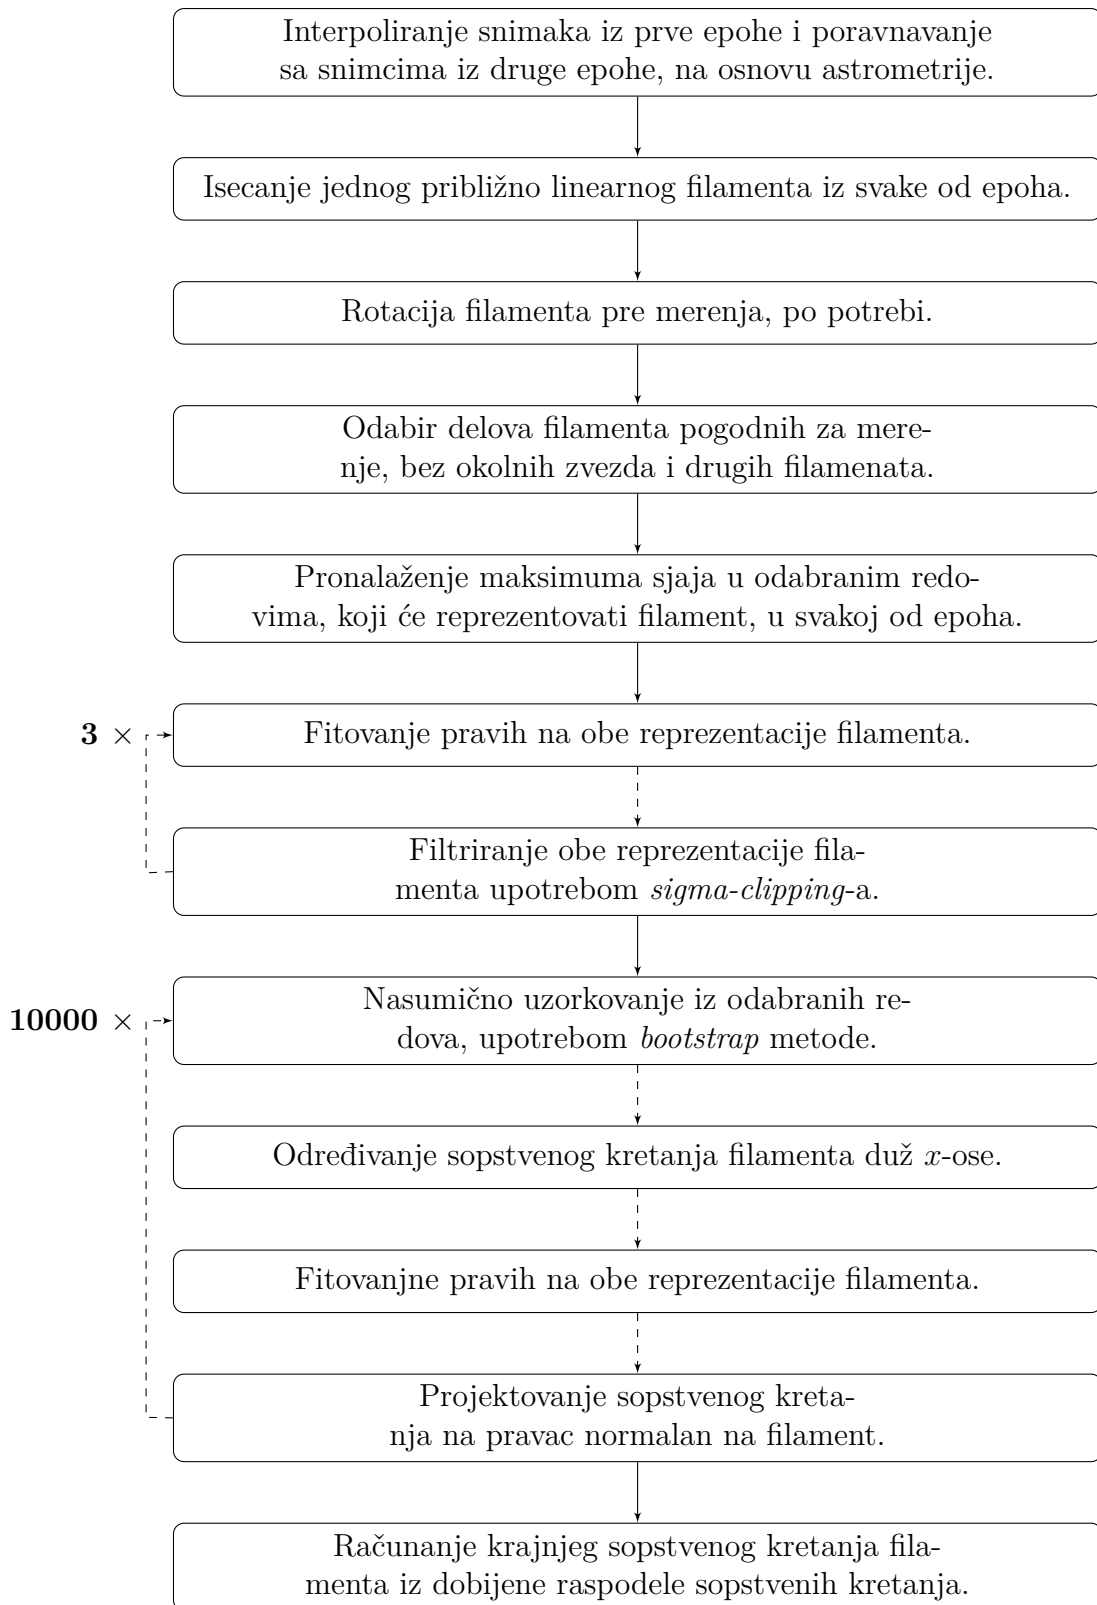 Interpoliranje snimaka iz prve epohe i poravnavanje
sa snimcima iz druge epohe, na osnovu astrometrije.
Isecanje jednog približno linearnog filamenta iz svake od epoha.
Rotacija filamenta pre merenja, po potrebi.
Odabir delova filamenta pogodnih za mere-
nje, bez okolnih zvezda i drugih filamenata.
Pronalaženje maksimuma sjaja u odabranim redo-
vima, koji će reprezentovati filament, u svakoj od epoha.
3 ×
Fitovanje pravih na obe reprezentacije filamenta.
Filtriranje obe reprezentacije fila-
menta upotrebom sigma-clipping-a.
10000 ×
Nasumično uzorkovanje iz odabranih re-
dova, upotrebom bootstrap metode.
Određivanje sopstvenog kretanja filamenta duž x-ose.
Fitovanjne pravih na obe reprezentacije filamenta.
Projektovanje sopstvenog kreta-
nja na pravac normalan na filament.
Računanje krajnjeg sopstvenog kretanja fila-
menta iz dobijene raspodele sopstvenih kretanja.